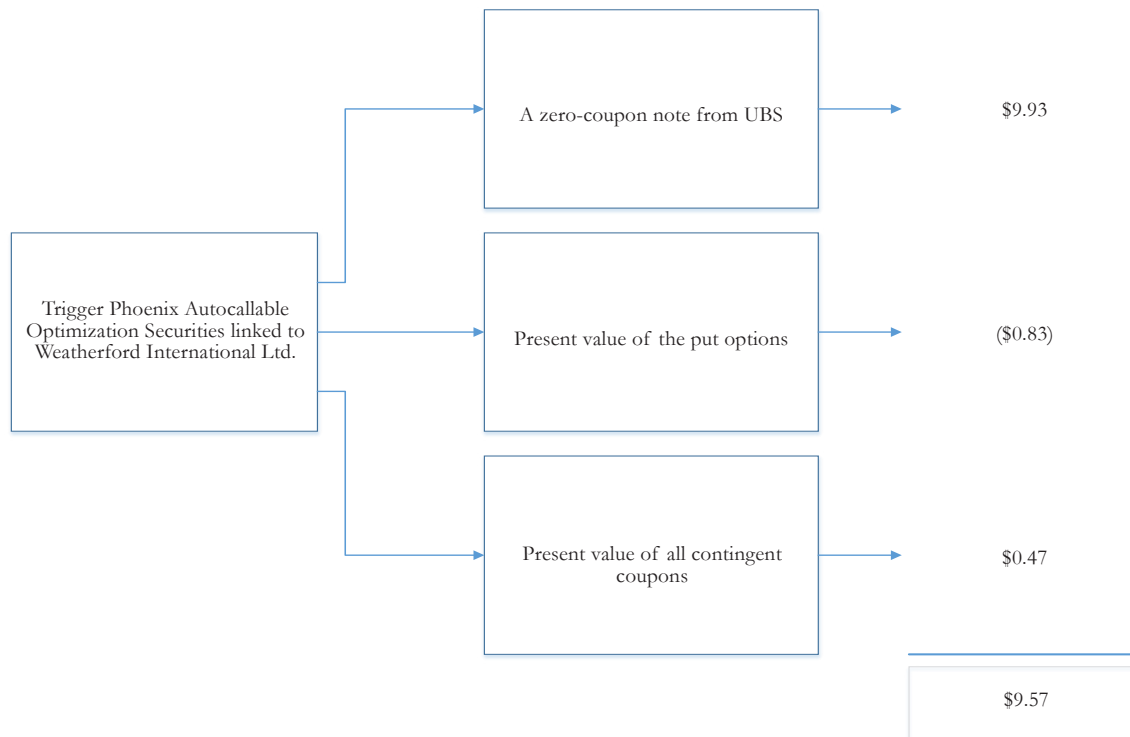 A zero-coupon note from UBS
$9.93
Trigger Phoenix Autocallable
Optimization Securities linked to
Weatherford International Ltd.
Present value of the put options
($0.83)
Present value of all contingent
coupons
$0.47
$9.57